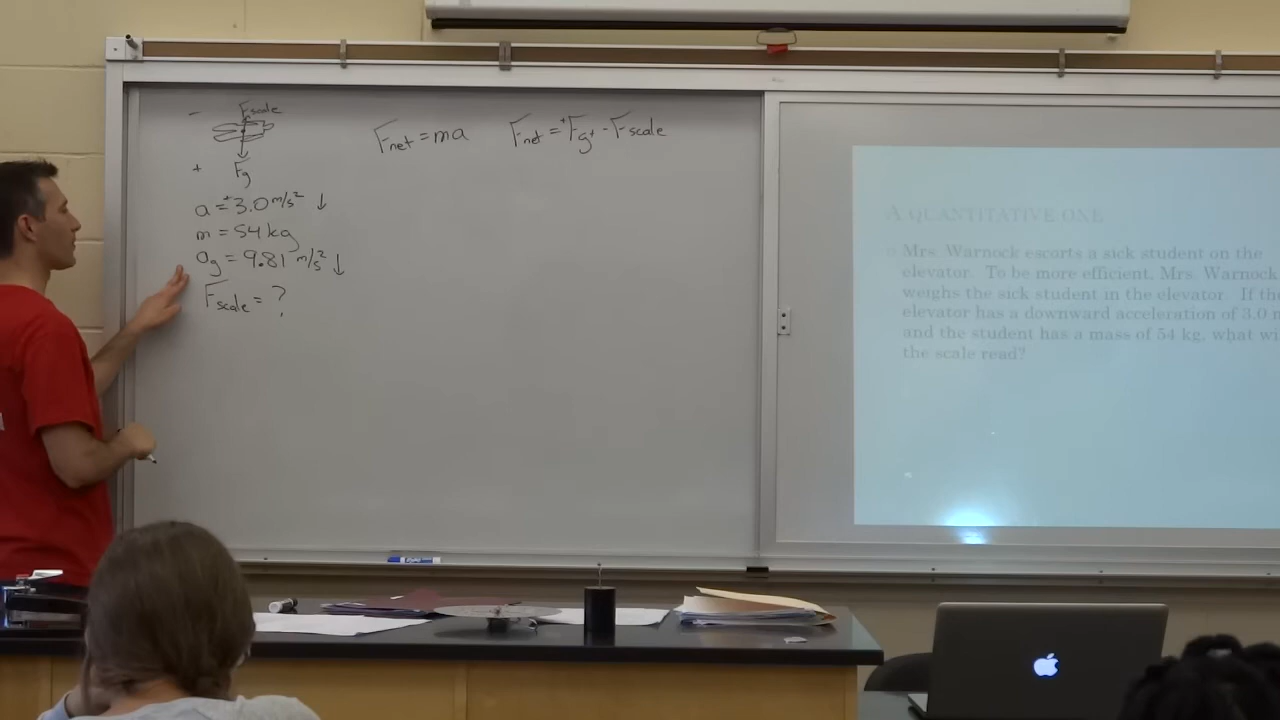 - Fscale
+ Fg
a = +3.0 m/s² ↓
m = 54 kg
ag = 9.81 m/s² ↓
Fscale = ?
Fnet = ma
Fnet = +Fg+ - Fscale
A QUANTITATIVE ONE
Mrs. Warnock escorts a sick student on the
elevator. To be more efficient, Mrs. Warnock
weighs the sick student in the elevator. If the
elevator has a downward acceleration of 3.0 m
and the student has a mass of 54 kg, what wi
the scale read?